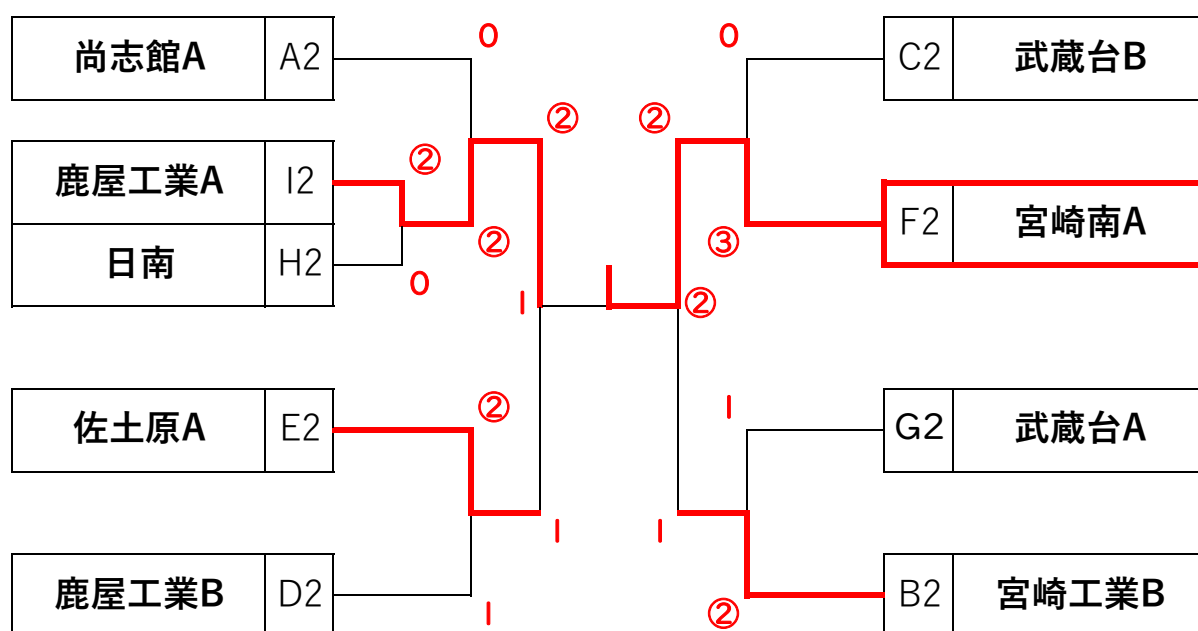 0 0
尚志館A A2 C2 武蔵台B
② ②
②
鹿屋工業A I2 F2 宮崎南A
② ③
日南 H2
0
1 ②
② 1
佐土原A E2 G2 武蔵台A
1 1
鹿屋工業B D2 B2 宮崎工業B
1 ②